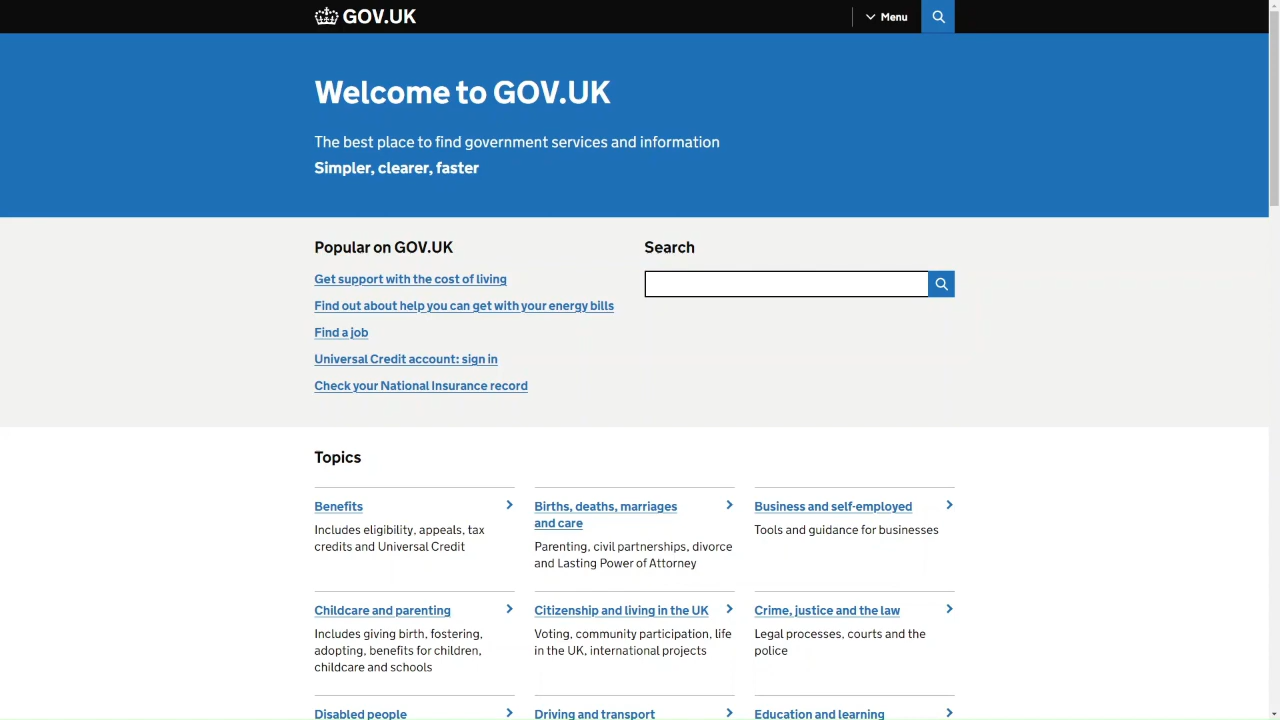 GOV.UK
Menu
Welcome to GOV.UK
The best place to find government services and information
Simpler, clearer, faster
Popular on GOV.UK
Get support with the cost of living
Find out about help you can get with your energy bills
Find a job
Universal Credit account: sign in
Check your National Insurance record
Search
Topics
Benefits
Includes eligibility, appeals, tax
credits and Universal Credit
Births, deaths, marriages
and care
Parenting, civil partnerships, divorce
and Lasting Power of Attorney
Business and self-employed
Tools and guidance for businesses
Childcare and parenting
Includes giving birth, fostering,
adopting, benefits for children,
childcare and schools
Citizenship and living in the UK
Voting, community participation, life
in the UK, international projects
Crime, justice and the law
Legal processes, courts and the
police
Disabled people
Driving and transport
Education and learning